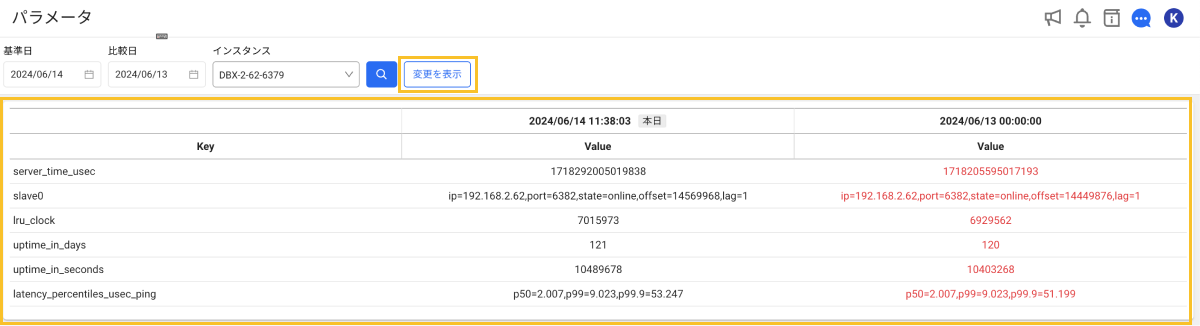 パラメータ
K
基準日 比較日 インスタンス
2024/06/14 2024/06/13 DBX-2-62-6379 変更を表示
2024/06/14 11:38:03 本日 2024/06/13 00:00:00
Key Value Value
server_time_usec 1718292005019838 1718205595017193
slave0 ip=192.168.2.62,port=6382,state=online,offset=14569968,lag=1 ip=192.168.2.62,port=6382,state=online,offset=14449876,lag=1
lru_clock 7015973 6929562
uptime_in_days 121 120
uptime_in_seconds 10489678 10403268
latency_percentiles_usec_ping p50=2.007,p99=9.023,p99.9=53.247 p50=2.007,p99=9.023,p99.9=51.199